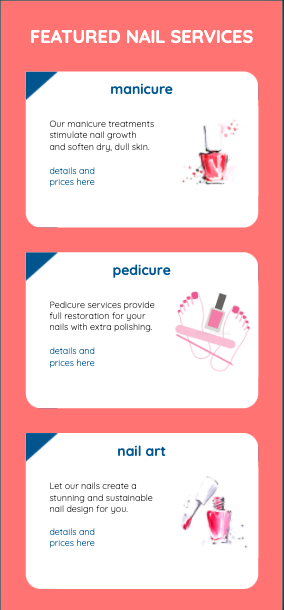 FEATURED NAIL SERVICES
manicure
Our manicure treatments
stimulate nail growth
and soften dry, dull skin.
details and
prices here
pedicure
Pedicure services provide
full restoration for your
nails with extra polishing.
details and
prices here
nail art
Let our nails create a
stunning and sustainable
nail design for you.
details and
prices here